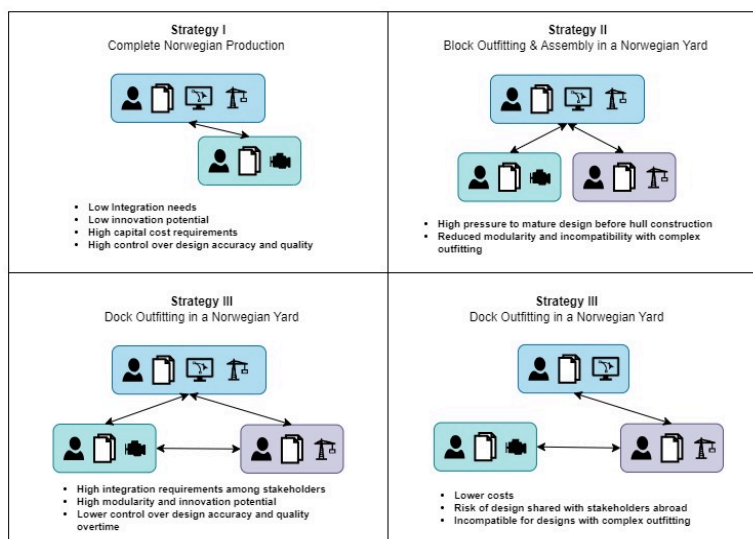 Strategy I
Complete Norwegian Production
Low Integration needs
Low innovation potential
High capital cost requirements
High control over design accuracy and quality
Strategy II
Block Outfitting & Assembly in a Norwegian Yard
High pressure to mature design before hull construction
Reduced modularity and incompatibility with complex
outfitting
Strategy III
Dock Outfitting in a Norwegian Yard
High integration requirements among stakeholders
High modularity and innovation potential
Lower control over design accuracy and quality
overtime
Strategy III
Dock Outfitting in a Norwegian Yard
Lower costs
Risk of design shared with stakeholders abroad
Incompatible for designs with complex outfitting